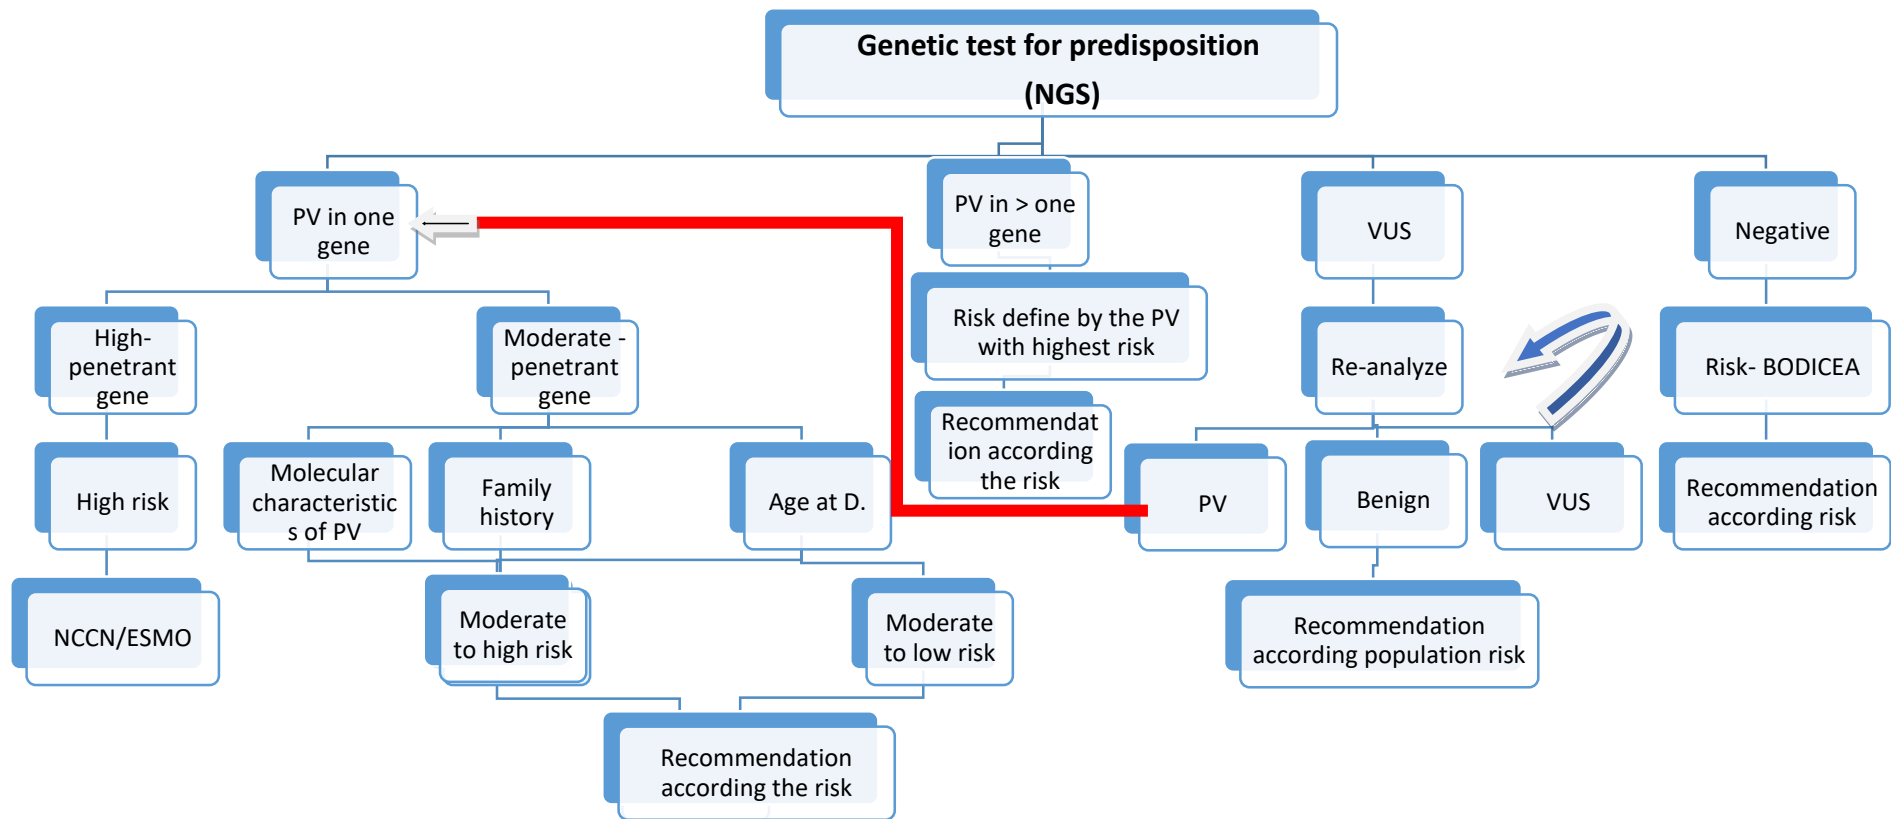 Genetic test for predisposition
(NGS)
PV in one
gene
PV in > one
gene
VUS
Negative
High-
penetrant
gene
Moderate -
penetrant
gene
Risk define by the PV
with highest risk
Re-analyze
Risk- BODICEA
High risk
Molecular
characteristic
s of PV
Family
history
Age at D.
Recommendat
ion according
the risk
PV
Benign
VUS
Recommendation
according risk
NCCN/ESMO
Moderate
to high risk
Moderate
to low risk
Recommendation
according population risk
Recommendation
according the risk